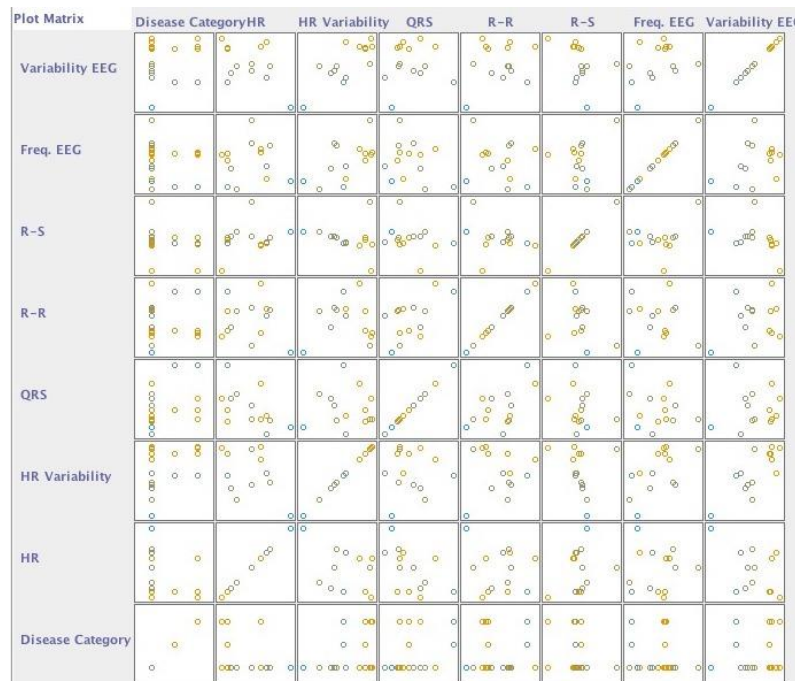 Plot Matrix
Disease Category HR HR Variability QRS R-R R-S Freq. EEG Variability EEG
Variability EEG
Freq. EEG
R-S
R-R
QRS
HR Variability
HR
Disease Category